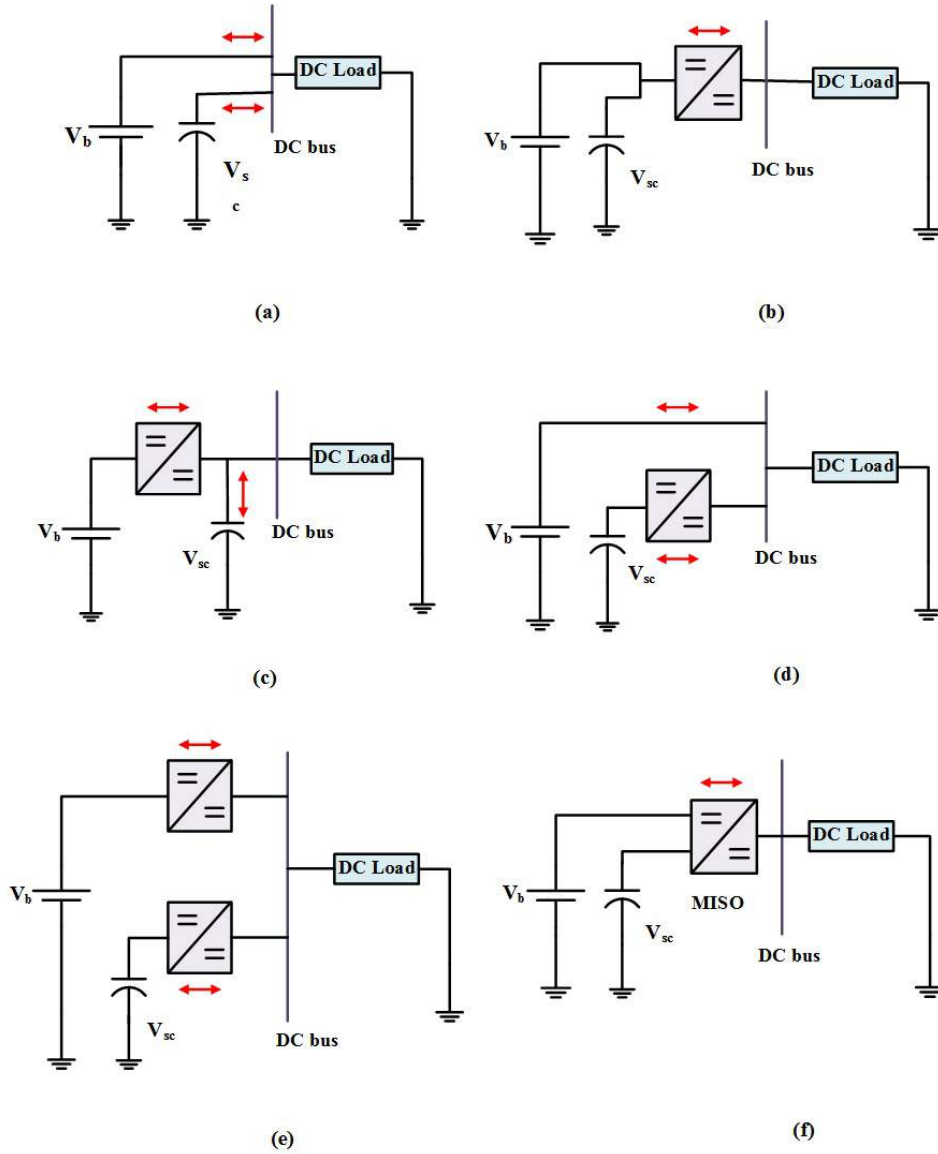 DC Load
V_b
V_s
c
DC bus
(a)
DC Load
V_b
V_sc
DC bus
(b)
DC Load
V_b
V_sc
DC bus
(c)
DC Load
V_b
V_sc
DC bus
(d)
DC Load
V_b
V_sc
DC bus
(e)
DC Load
V_b
MISO
V_sc
DC bus
(f)